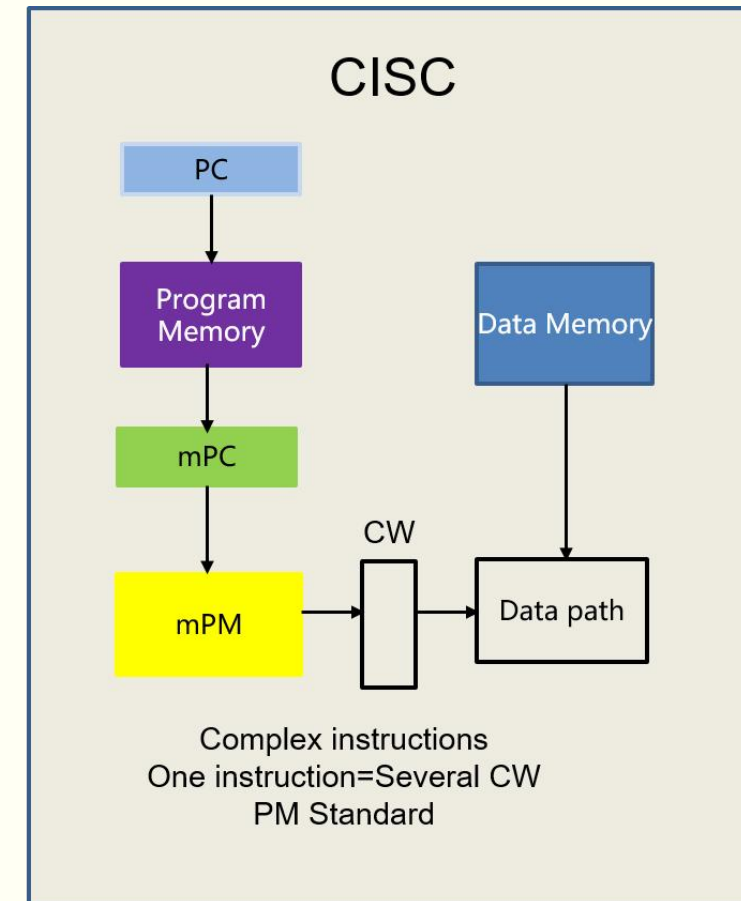 CISC
PC
Program
Memory
Data Memory
mPC
CW
mPM
Data path
Complex instructions
One instruction=Several CW
PM Standard